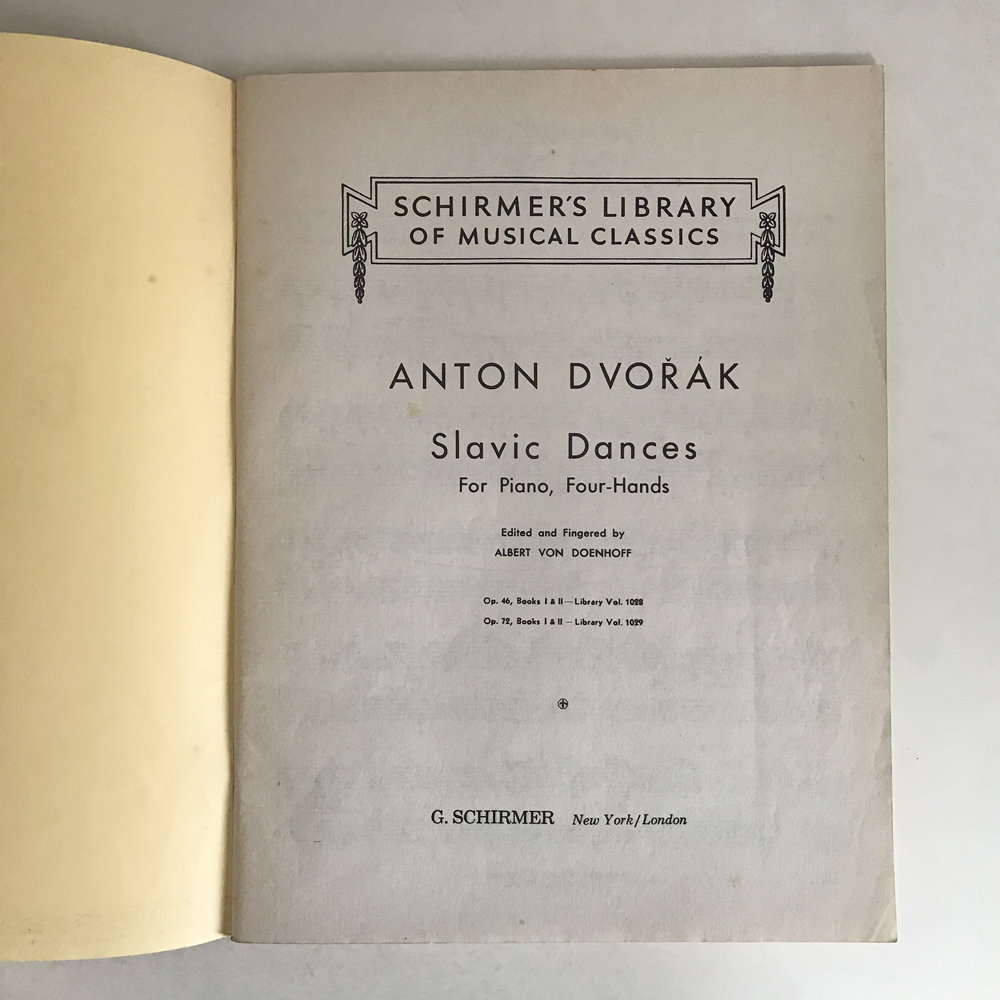 SCHIRMER'S LIBRARY
OF MUSICAL CLASSICS
ANTON DVOŘÁK
Slavic Dances
For Piano, Four-Hands
Edited and Fingered by
ALBERT VON DOENHOFF
Op. 46, Books I & II — Library Vol. 1028
Op. 72, Books I & II — Library Vol. 1029
G. SCHIRMER New York/London